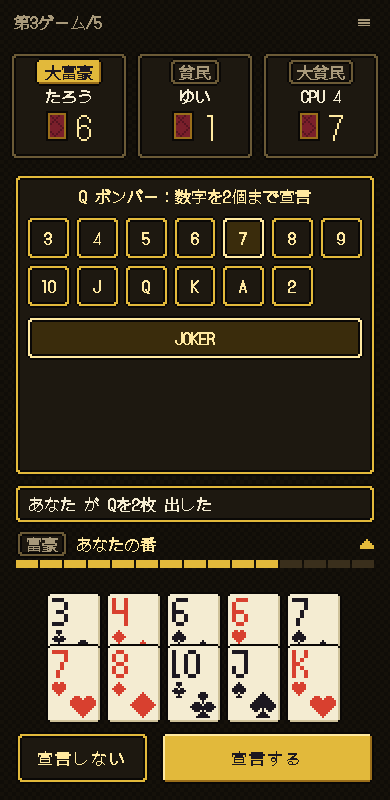 第3ゲーム/5 ≡
大富豪 貧民 大貧民
たろう ゆい CPU 4
6 1 7
Q ボンバー：数字を2個まで宣言
3 4 5 6 7 8 9
10 J Q K A 2
JOKER
あなた が Qを2枚 出した
富豪 あなたの番
3 4 6 6 7
7 8 10 J K
宣言しない 宣言する